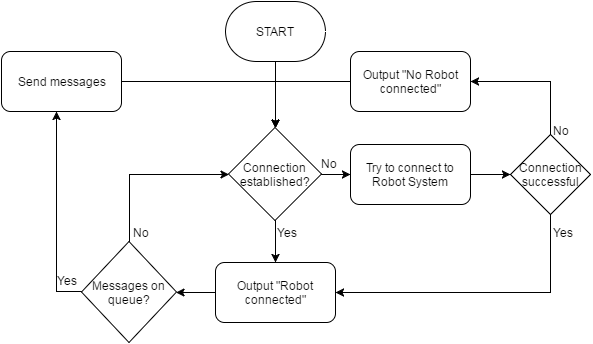 START
Send messages
Output "No Robot
connected"
No
Connection
established?
No
Try to connect to
Robot System
Connection
successful
Yes
Yes
No
Messages on
queue?
Yes
Output "Robot
connected"